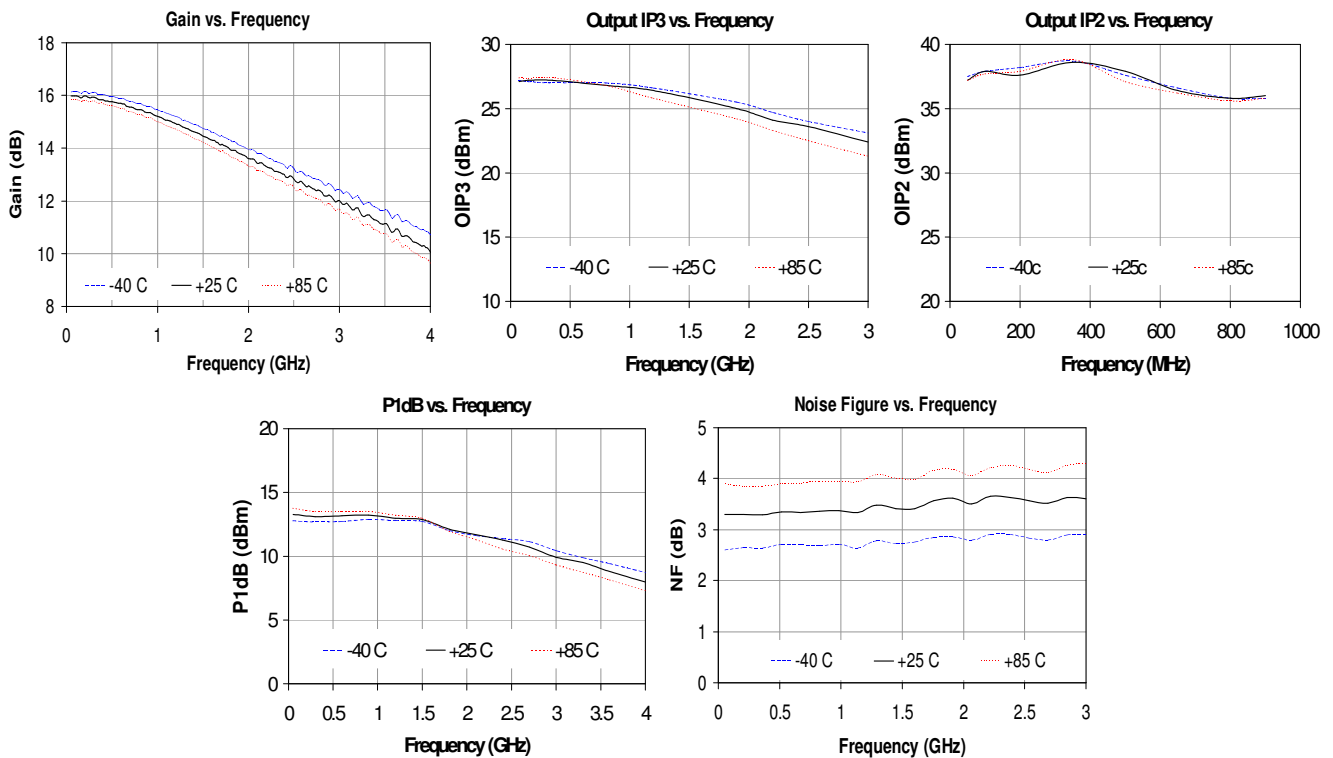 Gain vs. Frequency
18
16
14
12
10
8
Gain (dB)
-40 C
+25 C
+85 C
0 1 2 3 4
Frequency (GHz)
Output IP3 vs. Frequency
30
25
20
15
10
OIP3 (dBm)
-40 C
+25 C
+85 C
0 0.5 1 1.5 2 2.5 3
Frequency (GHz)
Output IP2 vs. Frequency
40
35
30
25
20
OIP2 (dBm)
-40c
+25c
+85c
0 200 400 600 800 1000
Frequency (MHz)
P1dB vs. Frequency
20
15
10
5
0
P1dB (dBm)
-40 C
+25 C
+85 C
0 0.5 1 1.5 2 2.5 3 3.5 4
Frequency (GHz)
Noise Figure vs. Frequency
5
4
3
2
1
0
NF (dB)
-40 C
+25 C
+85 C
0 0.5 1 1.5 2 2.5 3
Frequency (GHz)